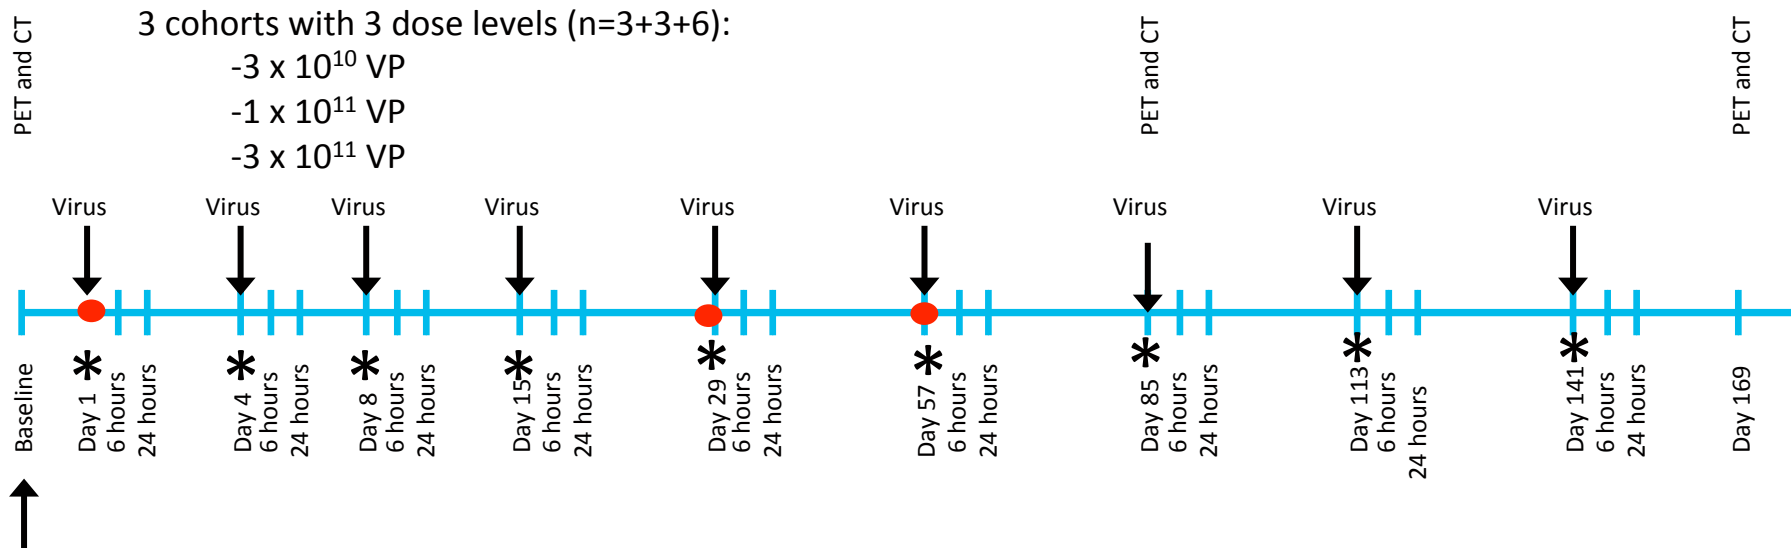 3 cohorts with 3 dose levels (n=3+3+6):
-3 x 10¹⁰ VP
-1 x 10¹¹ VP
-3 x 10¹¹ VP
PET and CT
PET and CT
PET and CT
Virus
Virus
Virus
Virus
Virus
Virus
Virus
Virus
Virus
*
*
*
*
*
*
*
*
*
Baseline
Day 1
6 hours
24 hours
Day 4
6 hours
24 hours
Day 8
6 hours
24 hours
Day 15
6 hours
24 hours
Day 29
6 hours
24 hours
Day 57
6 hours
24 hours
Day 85
6 hours
24 hours
Day 113
6 hours
24 hours
Day 141
6 hours
24 hours
Day 169